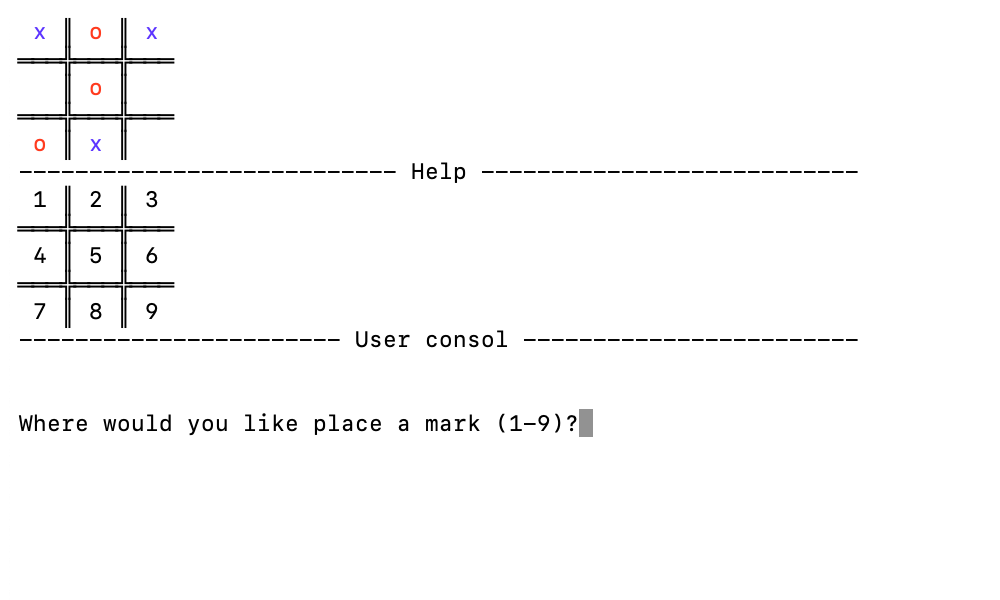 x ║ o ║ x
════╬═══╬════
  ║ o ║
════╬═══╬════
o ║ x ║
--------------------------- Help ---------------------------
1 ║ 2 ║ 3
════╬═══╬════
4 ║ 5 ║ 6
════╬═══╬════
7 ║ 8 ║ 9
----------------------- User consol ------------------------
Where would you like place a mark (1-9)?